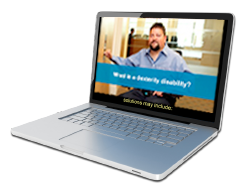 What is a dexterity disability?
solutions may include: